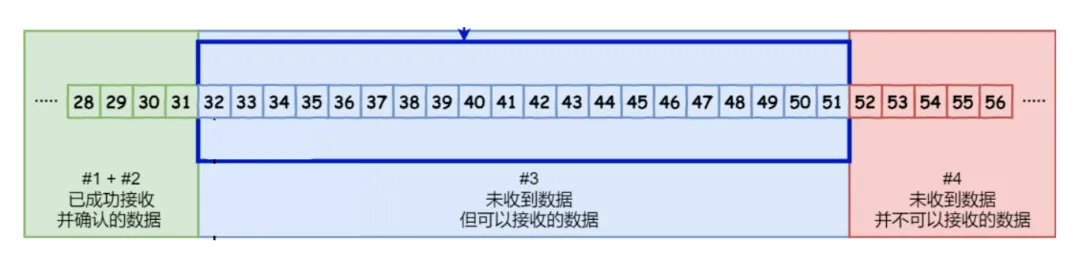 ····· 28 29 30 31 32 33 34 35 36 37 38 39 40 41 42 43 44 45 46 47 48 49 50 51 52 53 54 55 56 ·····
#1 + #2
已成功接收
并确认的数据
#3
未收到数据
但可以接收的数据
#4
未收到数据
并不可以接收的数据